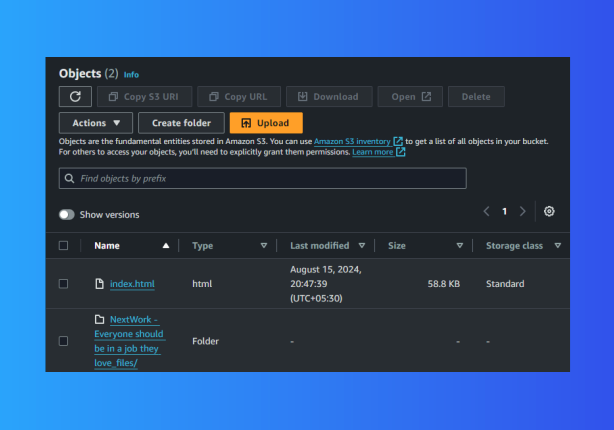 Objects (2) Info
Copy S3 URI Copy URL Download Open Delete
Actions Create folder Upload
Objects are the fundamental entities stored in Amazon S3. You can use Amazon S3 inventory to get a list of all objects in your bucket.
For others to access your objects, you'll need to explicitly grant them permissions. Learn more
Find objects by prefix
Show versions
1
Name Type Last modified Size Storage class
August 15, 2024,
index.html html 20:47:39 58.8 KB Standard
(UTC+05:30)
NextWork -
Everyone should
be in a job they Folder - - -
love_files/